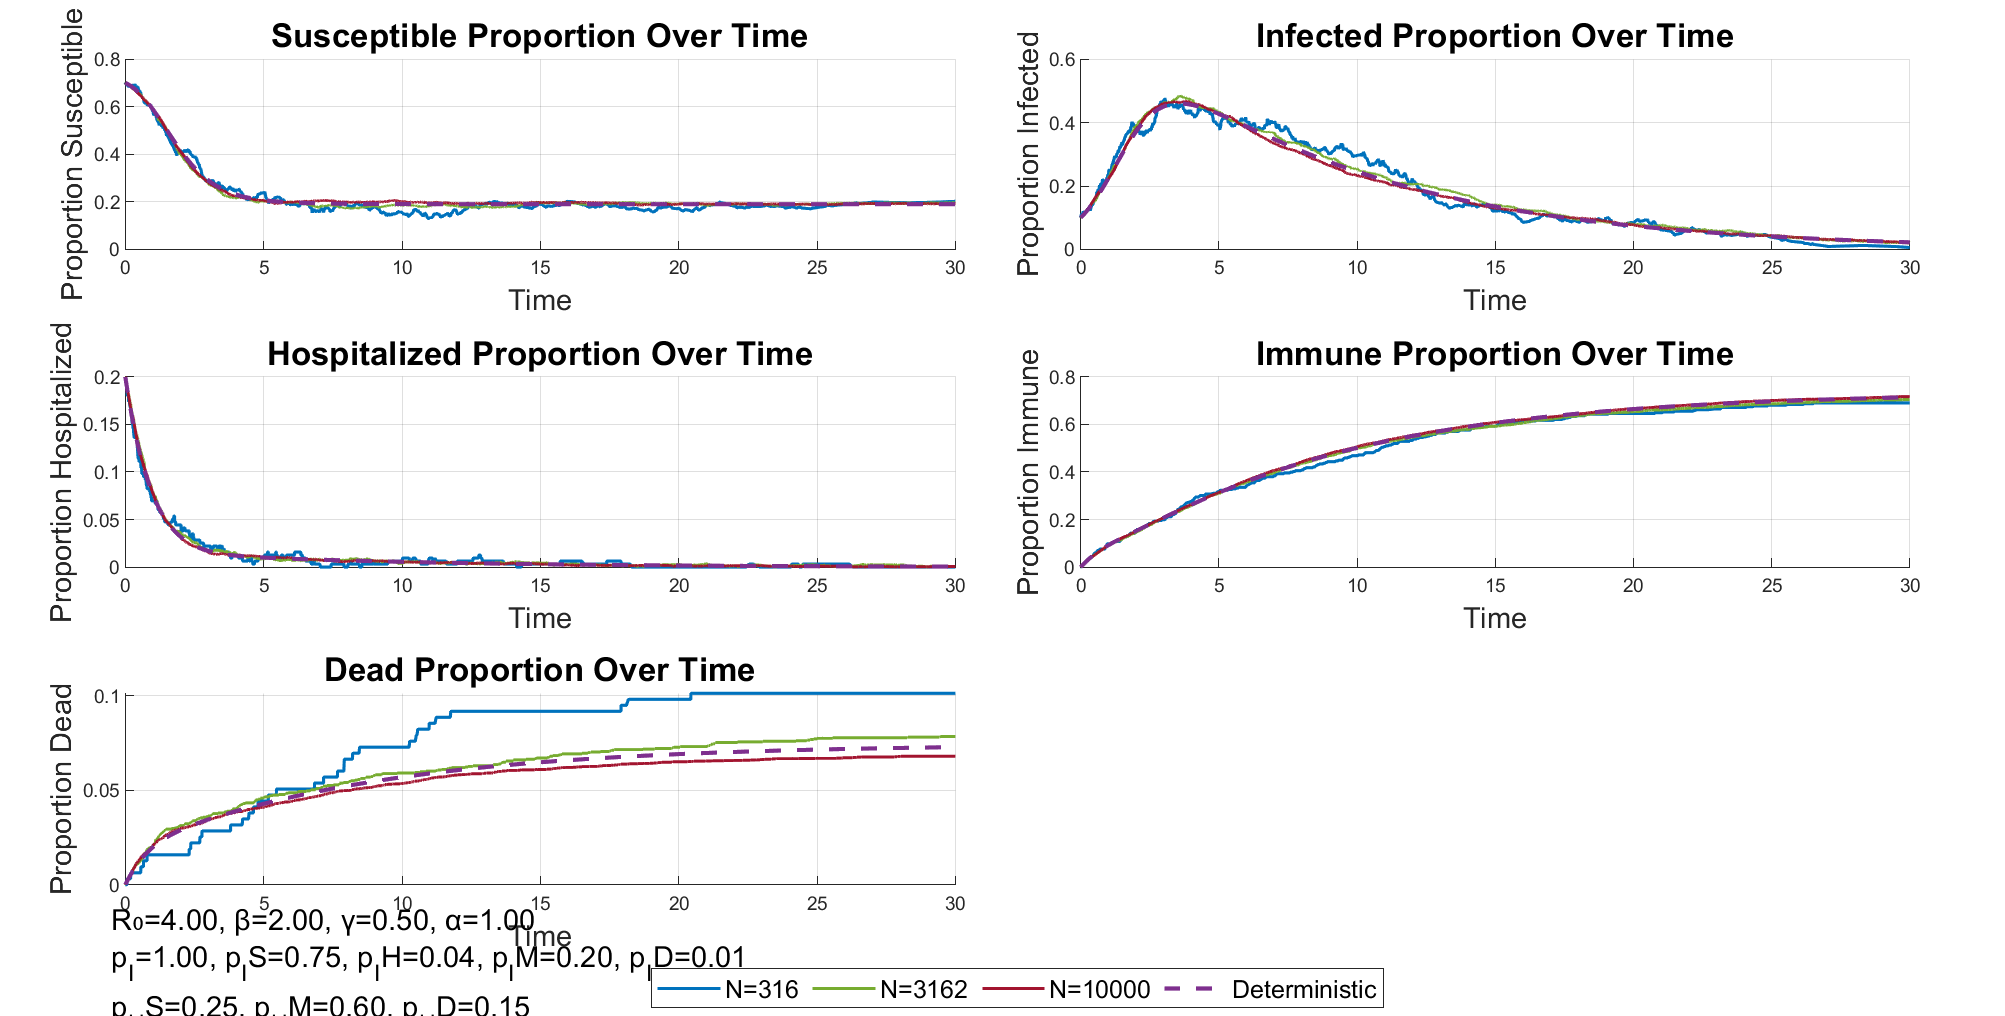 Susceptible Proportion Over Time
Proportion Susceptible
0.8
0.6
0.4
0.2
0
0 5 10 15 20 25 30
Time
Infected Proportion Over Time
Proportion Infected
0.6
0.4
0.2
0
0 5 10 15 20 25 30
Time
Hospitalized Proportion Over Time
Proportion Hospitalized
0.2
0.15
0.1
0.05
0
0 5 10 15 20 25 30
Time
Immune Proportion Over Time
Proportion Immune
0.8
0.6
0.4
0.2
0
0 5 10 15 20 25 30
Time
Dead Proportion Over Time
Proportion Dead
0.1
0.05
0
0 5 10 15 20 25 30
Time
R₀=4.00, β=2.00, γ=0.50, α=1.00
p_I=1.00, p_IS=0.75, p_IH=0.04, p_IM=0.20, p_ID=0.01
S=0.25, M=0.60, D=0.15
N=316 N=3162 N=10000 Deterministic